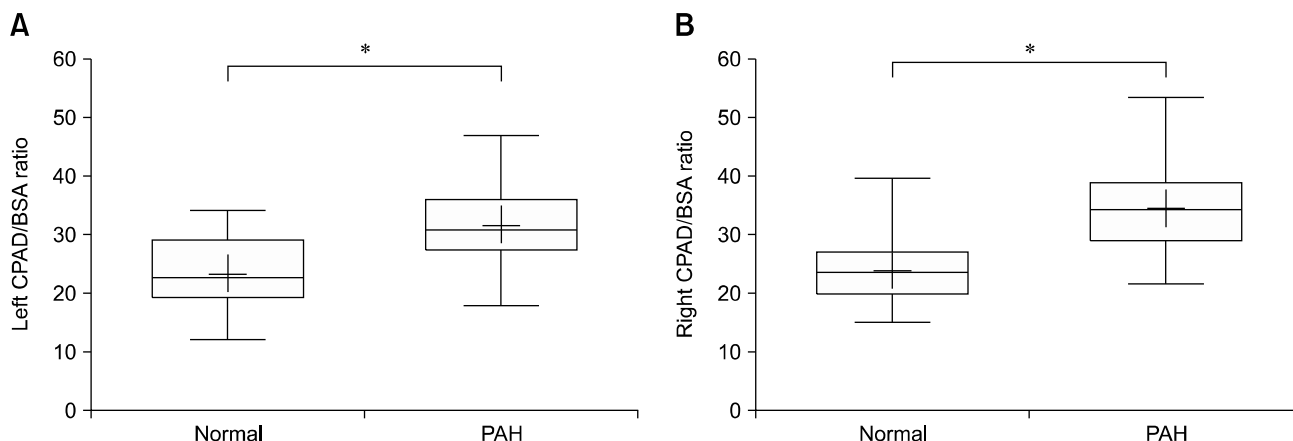 A
Left CPAD/BSA ratio
60
50
40
30
20
10
0
*
Normal
PAH
B
Right CPAD/BSA ratio
60
50
40
30
20
10
0
*
Normal
PAH